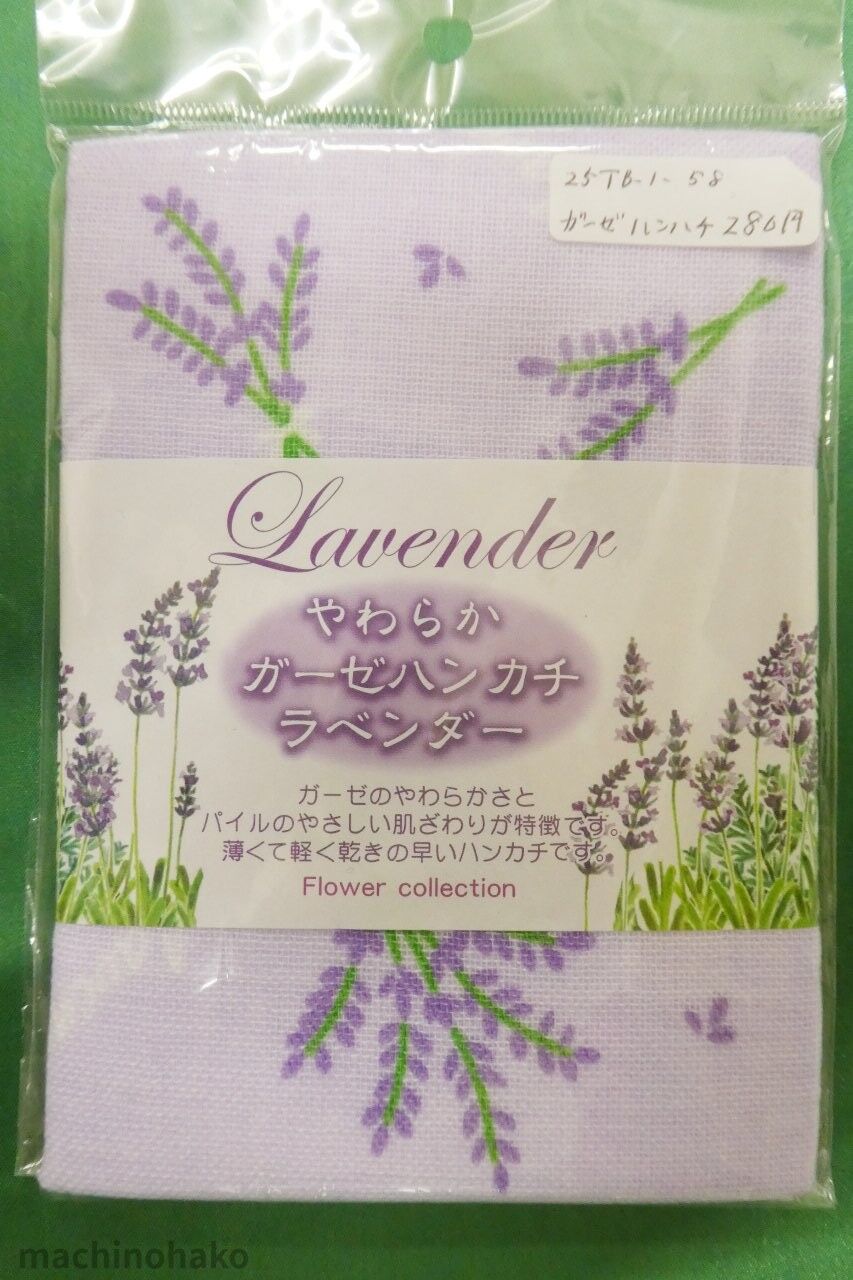 25TB-1-58
ガーゼハンハチ 280円
Lavender
やわらか
ガーゼハンカチ
ラベンダー
ガーゼのやわらかさと
パイルのやさしい肌ざわりが特徴です。
薄くて軽く乾きの早いハンカチです。
Flower collection
machinohako